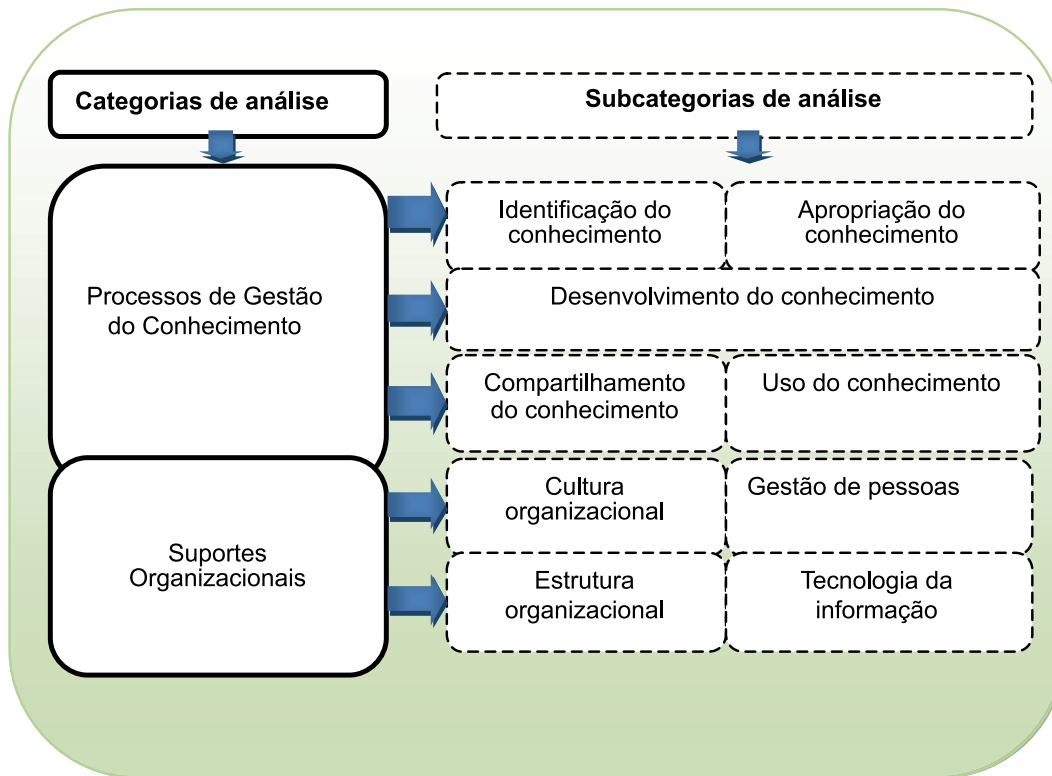 Categorias de análise
Subcategorias de análise
Processos de Gestão
do Conhecimento
Identificação do
conhecimento
Apropriação do
conhecimento
Desenvolvimento do conhecimento
Compartilhamento
do conhecimento
Uso do conhecimento
Suportes
Organizacionais
Cultura
organizacional
Gestão de pessoas
Estrutura
organizacional
Tecnologia da
informação